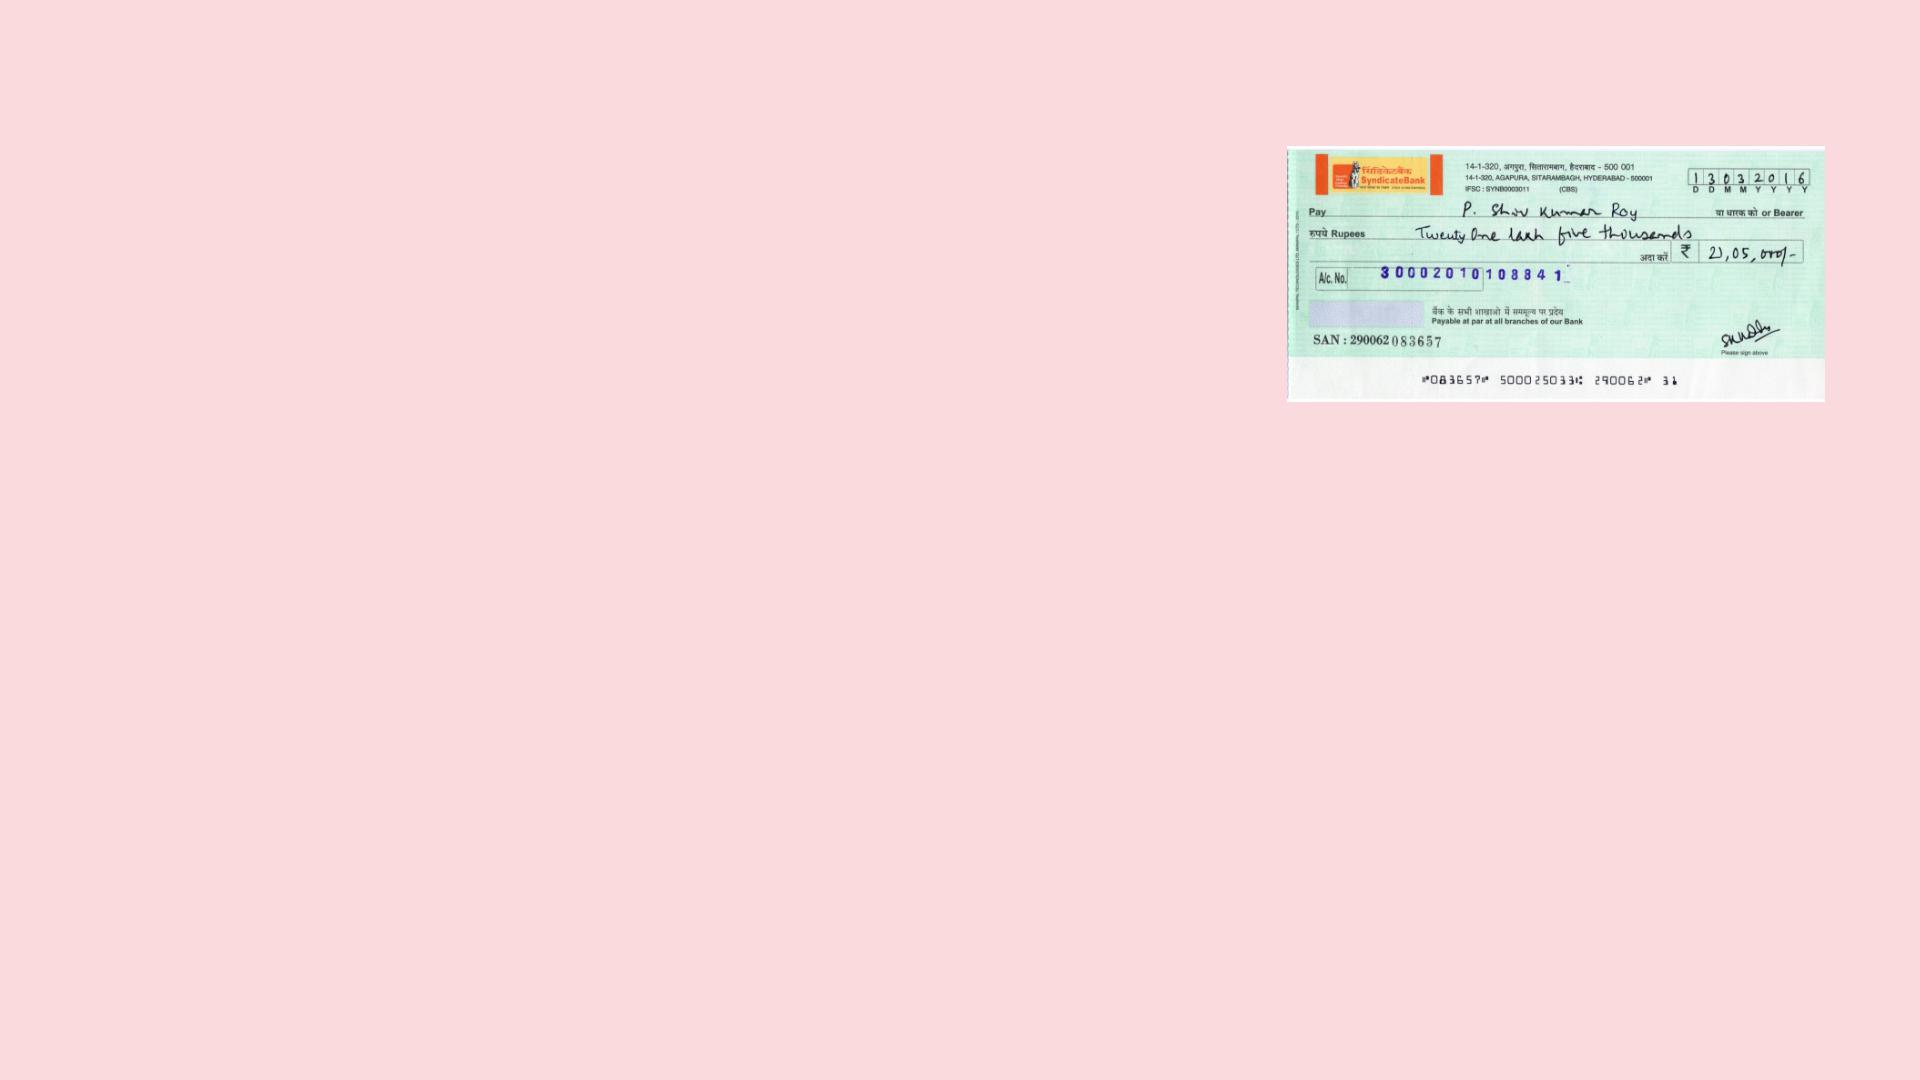 सिंडिकेटबैंक
SyndicateBank
14-1-320, अगपुरा, सितारामबाग, हैदराबाद - 500 001
14-1-320, AGAPURA, SITARAMBAGH, HYDERABAD - 500001
IFSC : SYNB0003011 (CBS)
1 3 0 3 2 0 1 6
D D M M Y Y Y Y
Pay P. Shiv Kumar Roy या धारक को or Bearer
रुपये Rupees Twenty One lakh five thousands
अदा करें ₹ 21,05,000/-
A/c. No. 30002010108841
बैंक के सभी शाखाओ में सममूल्य पर प्रदेय
Payable at par at all branches of our Bank
SAN : 290062 083657
Please sign above
⑈083657⑈ 500025033⑆ 290062⑈ 31